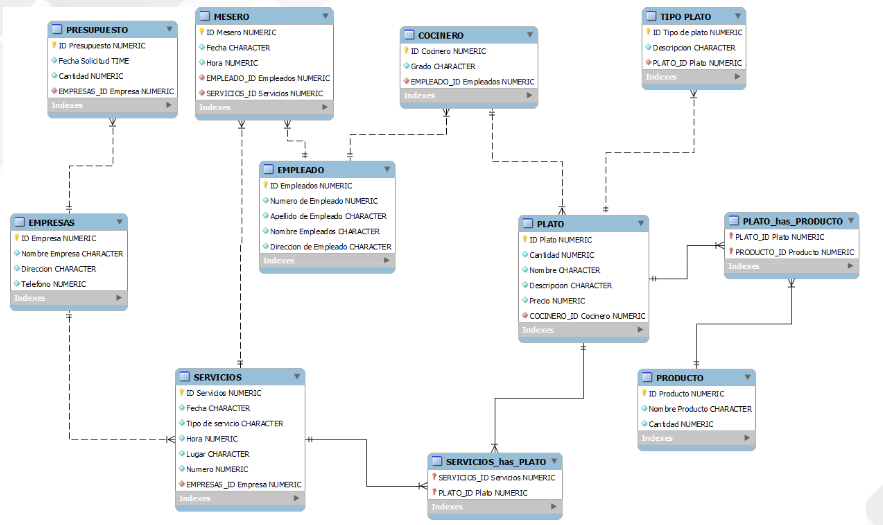 PRESUPUESTO
ID Presupuesto NUMERIC
Fecha Solicitud TIME
Cantidad NUMERIC
EMPRESAS_ID Empresa NUMERIC
Indexes
MESERO
ID Mesero NUMERIC
Fecha CHARACTER
Hora NUMERIC
EMPLEADO_ID Empleados NUMERIC
SERVICIOS_ID Servicios NUMERIC
Indexes
COCINERO
ID Cocinero NUMERIC
Grado CHARACTER
EMPLEADO_ID Empleados NUMERIC
Indexes
TIPO PLATO
ID Tipo de plato NUMERIC
Descripcion CHARACTER
PLATO_ID Plato NUMERIC
Indexes
EMPRESAS
ID Empresa NUMERIC
Nombre Empresa CHARACTER
Direccion CHARACTER
Telefono NUMERIC
Indexes
EMPLEADO
ID Empleados NUMERIC
Numero de Empleado NUMERIC
Apellido de Empleado CHARACTER
Nombre Empleados CHARACTER
Direccion de Empleado CHARACTER
Indexes
PLATO
ID Plato NUMERIC
Cantidad NUMERIC
Nombre CHARACTER
Descripcion CHARACTER
Precio NUMERIC
COCINERO_ID Cocinero NUMERIC
Indexes
PLATO_has_PRODUCTO
PLATO_ID Plato NUMERIC
PRODUCTO_ID Producto NUMERIC
Indexes
SERVICIOS
ID Servicios NUMERIC
Fecha CHARACTER
Tipo de servicio CHARACTER
Hora NUMERIC
Lugar CHARACTER
Numero NUMERIC
EMPRESAS_ID Empresa NUMERIC
Indexes
SERVICIOS_has_PLATO
SERVICIOS_ID Servicios NUMERIC
PLATO_ID Plato NUMERIC
Indexes
PRODUCTO
ID Producto NUMERIC
Nombre Producto CHARACTER
Cantidad NUMERIC
Indexes